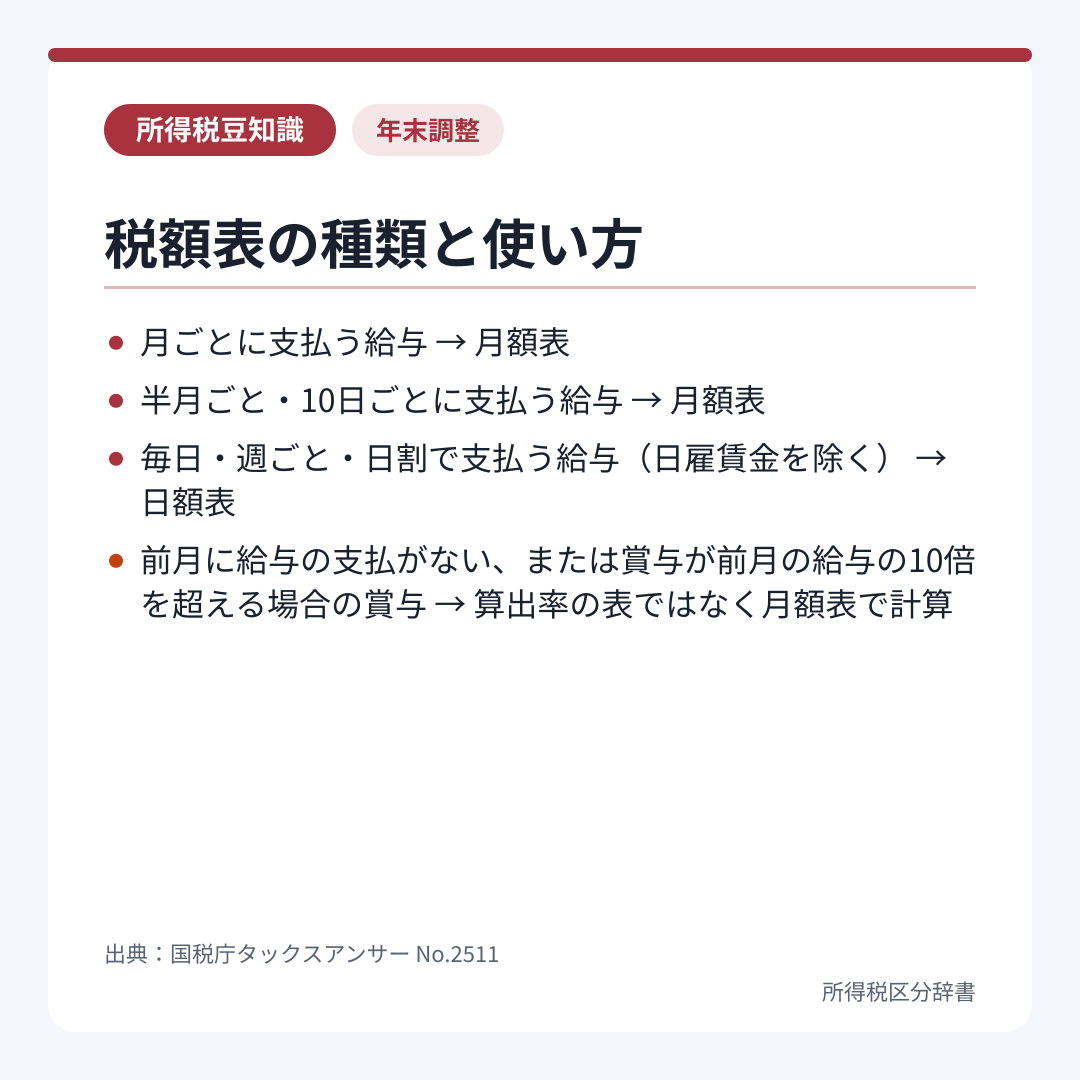 所得税豆知識 年末調整
税額表の種類と使い方
月ごとに支払う給与 → 月額表
半月ごと・10日ごとに支払う給与 → 月額表
毎日・週ごと・日割で支払う給与（日雇賃金を除く） →
日額表
前月に給与の支払がない、または賞与が前月の給与の10倍
を超える場合の賞与 → 算出率の表ではなく月額表で計算
出典：国税庁タックスアンサー No.2511
所得税区分辞書